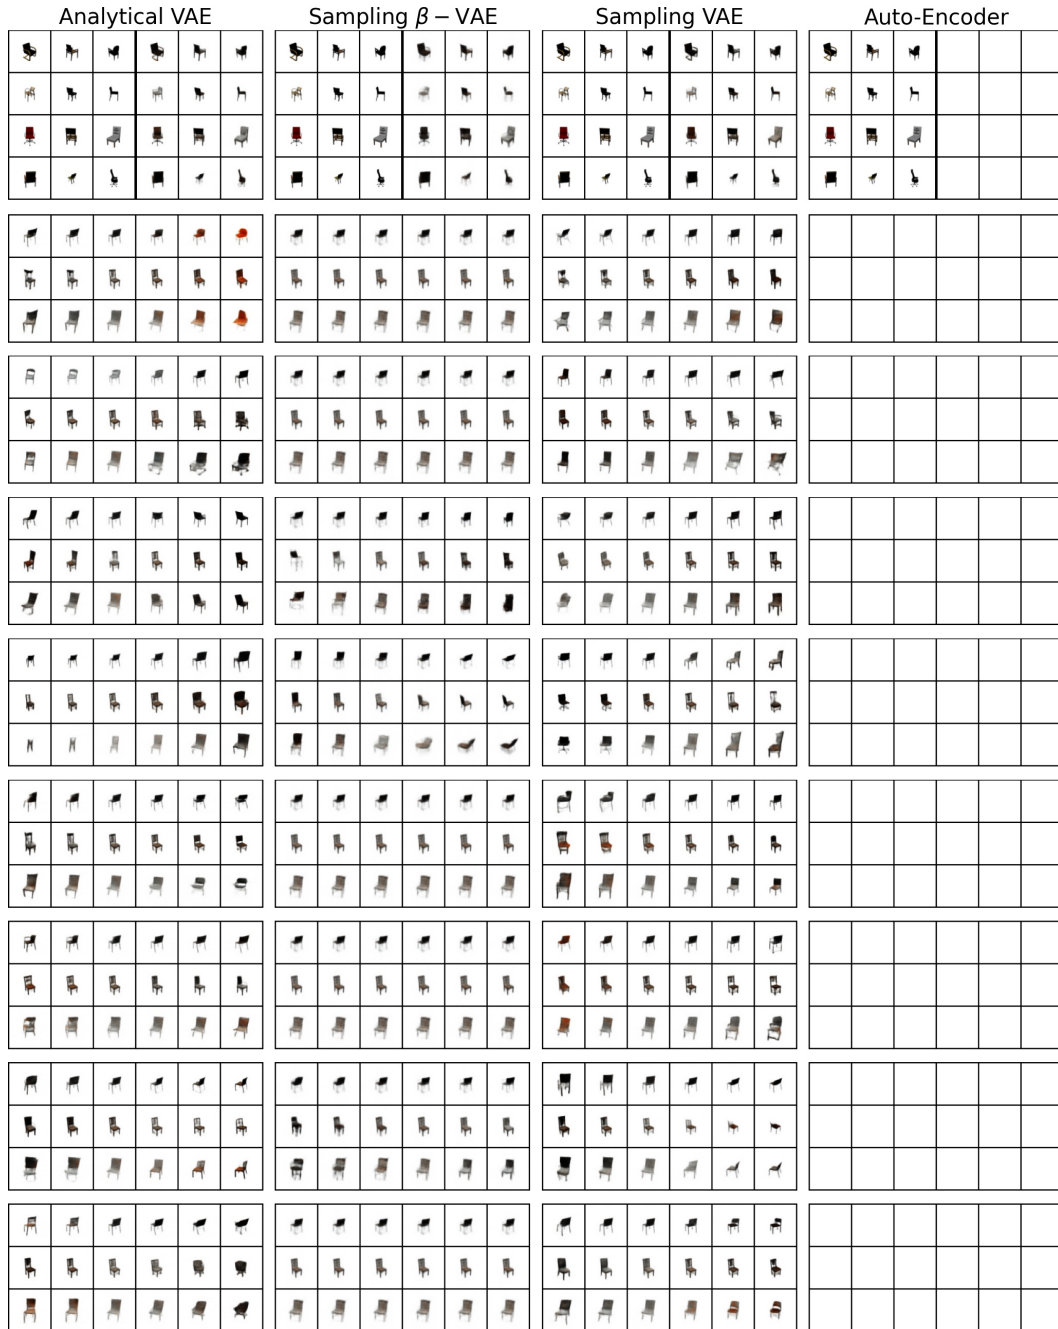 Analytical VAE
Sampling β − VAE
Sampling VAE
Auto-Encoder